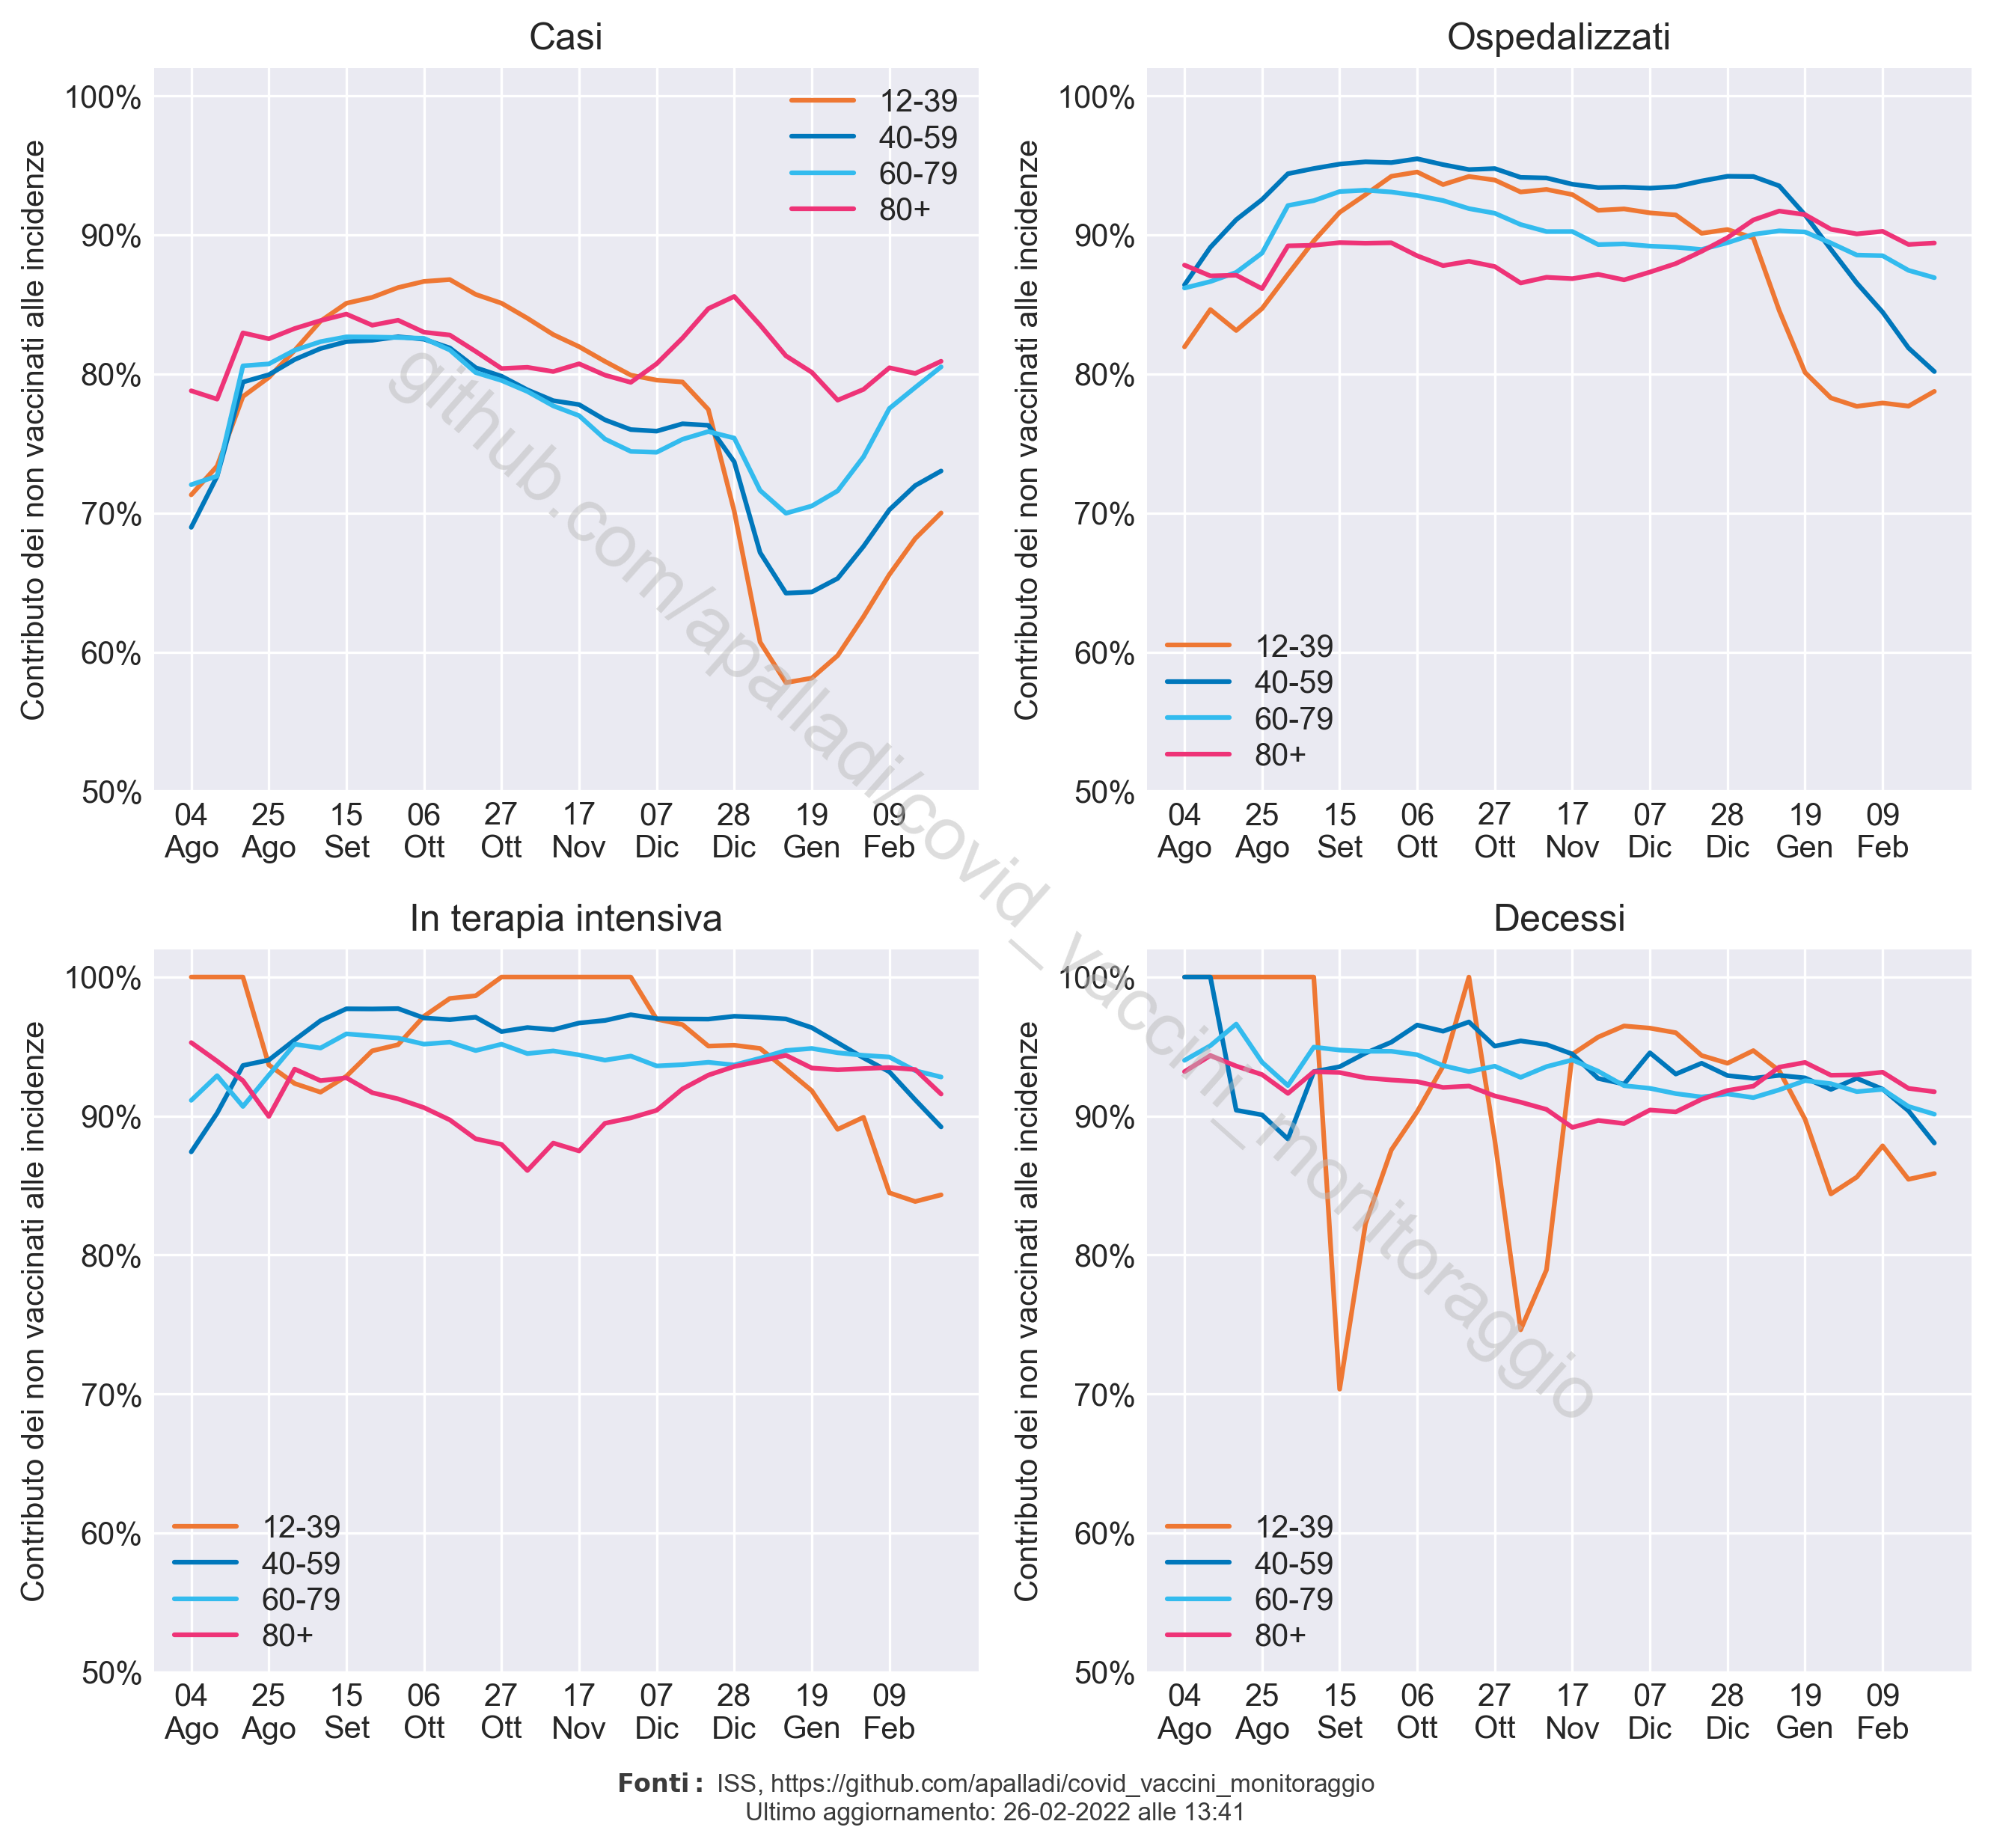 Casi
Contributo dei non vaccinati alle incidenze
100%
90%
80%
70%
60%
50%
12-39
40-59
60-79
80+
04 Ago
25 Ago
15 Set
06 Ott
27 Ott
17 Nov
07 Dic
28 Dic
19 Gen
09 Feb
Ospedalizzati
Contributo dei non vaccinati alle incidenze
100%
90%
80%
70%
60%
50%
12-39
40-59
60-79
80+
04 Ago
25 Ago
15 Set
06 Ott
27 Ott
17 Nov
07 Dic
28 Dic
19 Gen
09 Feb
In terapia intensiva
Contributo dei non vaccinati alle incidenze
100%
90%
80%
70%
60%
50%
12-39
40-59
60-79
80+
04 Ago
25 Ago
15 Set
06 Ott
27 Ott
17 Nov
07 Dic
28 Dic
19 Gen
09 Feb
Decessi
Contributo dei non vaccinati alle incidenze
100%
90%
80%
70%
60%
50%
12-39
40-59
60-79
80+
04 Ago
25 Ago
15 Set
06 Ott
27 Ott
17 Nov
07 Dic
28 Dic
19 Gen
09 Feb
github.com/apalladi/covid_vaccini_monitoraggio
Fonti: ISS, https://github.com/apalladi/covid_vaccini_monitoraggio
Ultimo aggiornamento: 26-02-2022 alle 13:41